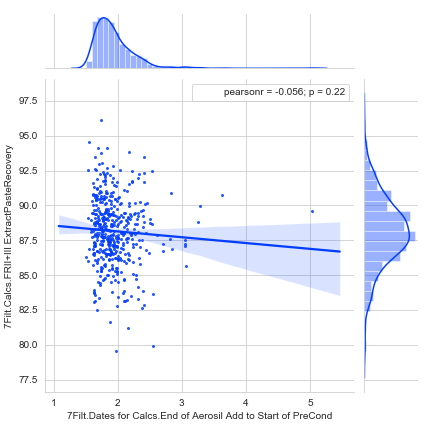 pearsonr = -0.056; p = 0.22
97.5
95.0
92.5
90.0
87.5
85.0
82.5
80.0
77.5
7Filt.Calcs.FRII+III ExtractPasteRecovery
1 2 3 4 5
7Filt.Dates for Calcs.End of Aerosil Add to Start of PreCond